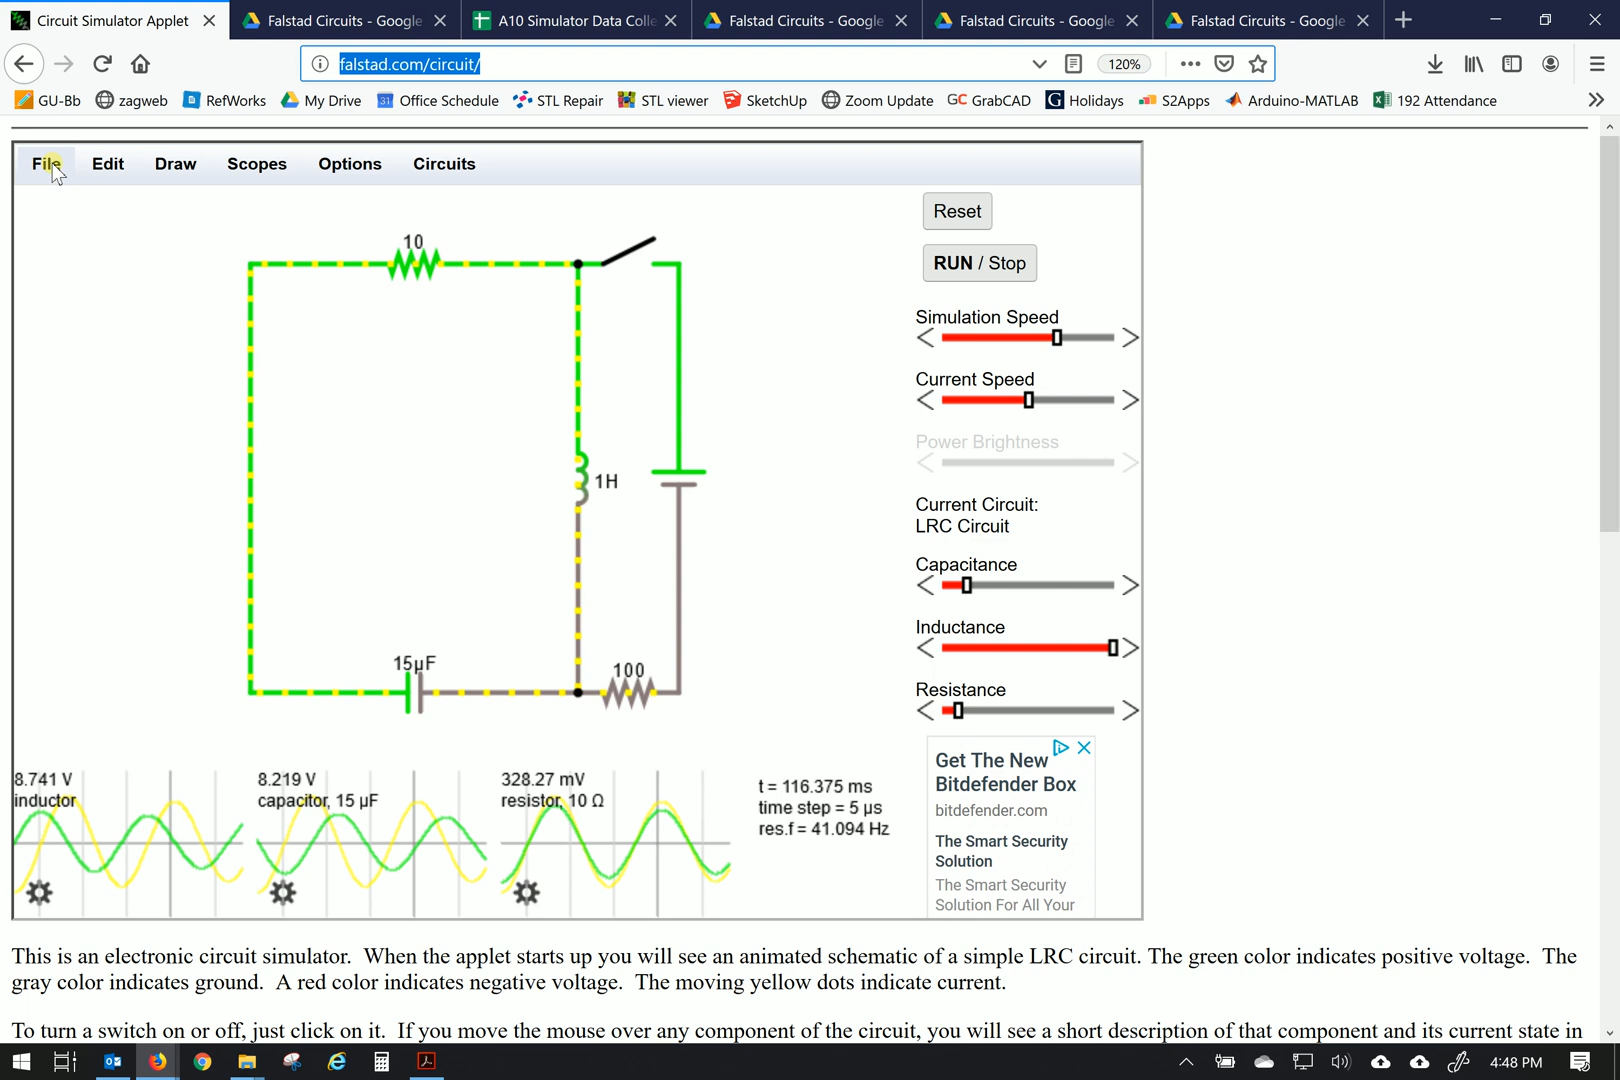 Circuit Simulator Applet
Falstad Circuits - Google
A10 Simulator Data Colle
Falstad Circuits - Google
Falstad Circuits - Google
Falstad Circuits - Google
falstad.com/circuit/
120%
GU-Bb
zagweb
RefWorks
My Drive
31 Office Schedule
STL Repair
STL viewer
SketchUp
Zoom Update
GC GrabCAD
G Holidays
S2Apps
Arduino-MATLAB
192 Attendance
File Edit Draw Scopes Options Circuits
Reset
RUN / Stop
Simulation Speed
Current Speed
Power Brightness
Current Circuit:
LRC Circuit
Capacitance
Inductance
Resistance
10
1H
15μF
100
8.741 V
inductor
8.219 V
capacitor, 15 μF
328.27 mV
resistor, 10 Ω
t = 116.375 ms
time step = 5 μs
res.f = 41.094 Hz
Get The New
Bitdefender Box
bitdefender.com
The Smart Security
Solution
The Smart Security
Solution For All Your
This is an electronic circuit simulator. When the applet starts up you will see an animated schematic of a simple LRC circuit. The green color indicates positive voltage. The
gray color indicates ground. A red color indicates negative voltage. The moving yellow dots indicate current.
To turn a switch on or off, just click on it. If you move the mouse over any component of the circuit, you will see a short description of that component and its current state in
4:48 PM